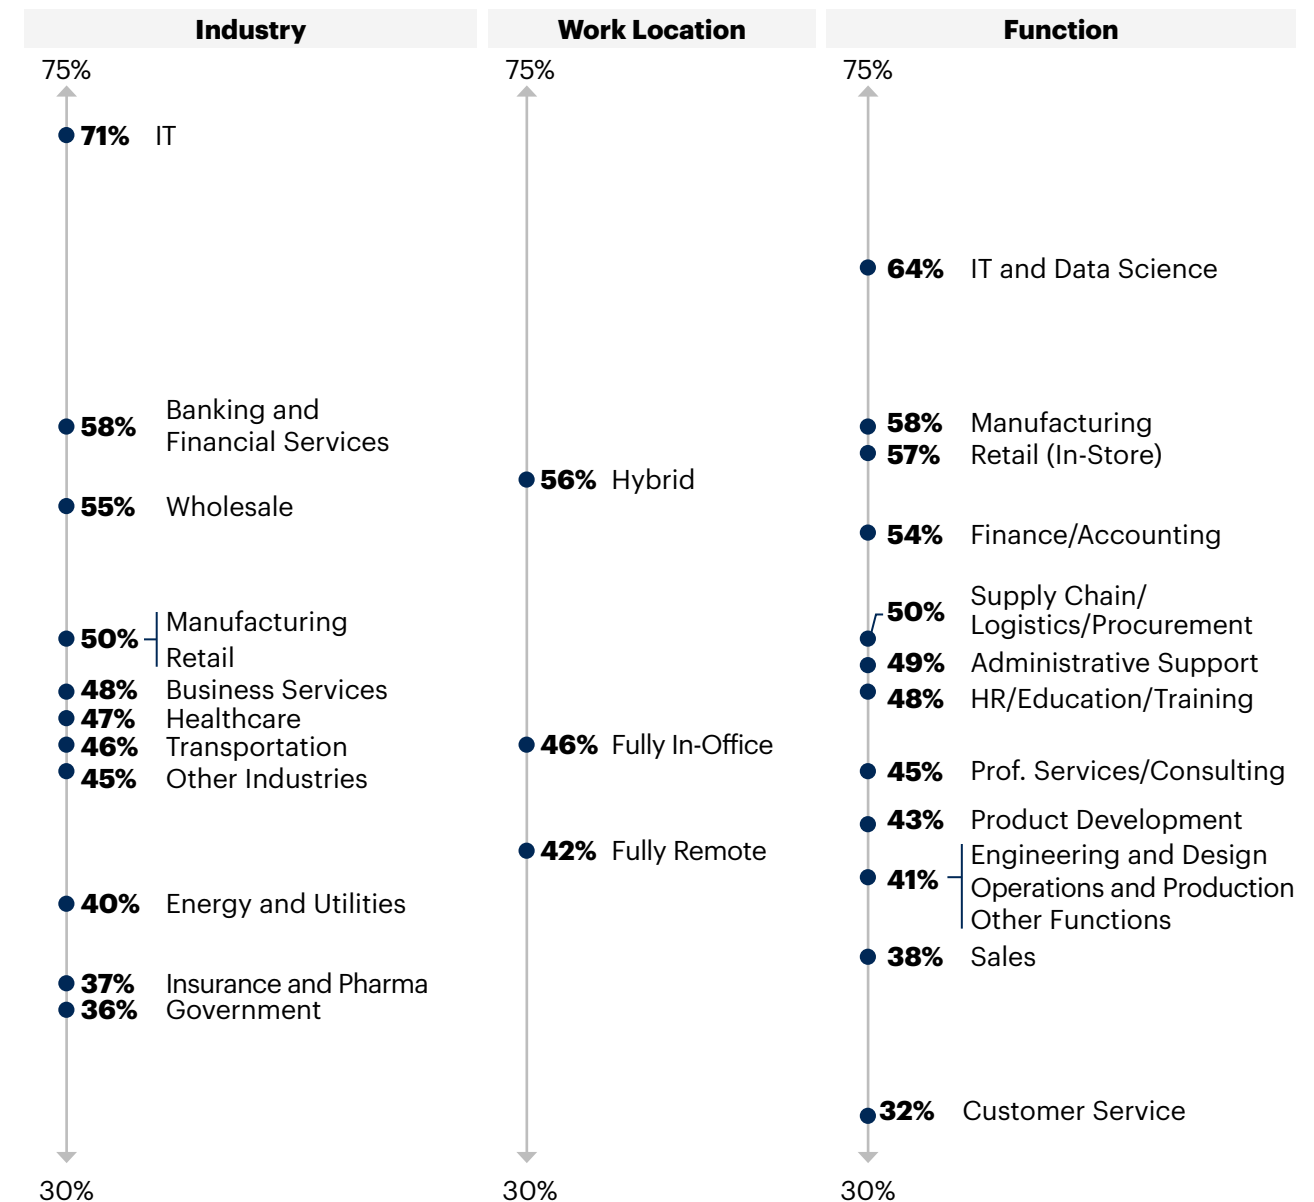 Industry
75%
71% IT
58% Banking and
Financial Services
55% Wholesale
50% Manufacturing
Retail
48% Business Services
47% Healthcare
46% Transportation
45% Other Industries
40% Energy and Utilities
37% Insurance and Pharma
36% Government
30%
Work Location
75%
56% Hybrid
46% Fully In-Office
42% Fully Remote
30%
Function
75%
64% IT and Data Science
58% Manufacturing
57% Retail (In-Store)
54% Finance/Accounting
50% Supply Chain/
Logistics/Procurement
49% Administrative Support
48% HR/Education/Training
45% Prof. Services/Consulting
43% Product Development
41% Engineering and Design
Operations and Production
Other Functions
38% Sales
32% Customer Service
30%